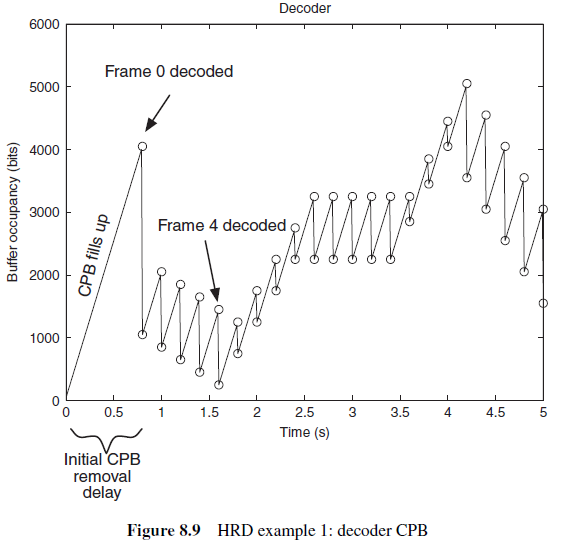 Decoder
6000
5000
4000
3000
2000
1000
0
Buffer occupancy (bits)
Frame 0 decoded
CPB fills up
Frame 4 decoded
0 0.5 1 1.5 2 2.5 3 3.5 4 4.5 5
Time (s)
Initial CPB
removal
delay
Figure 8.9 HRD example 1: decoder CPB